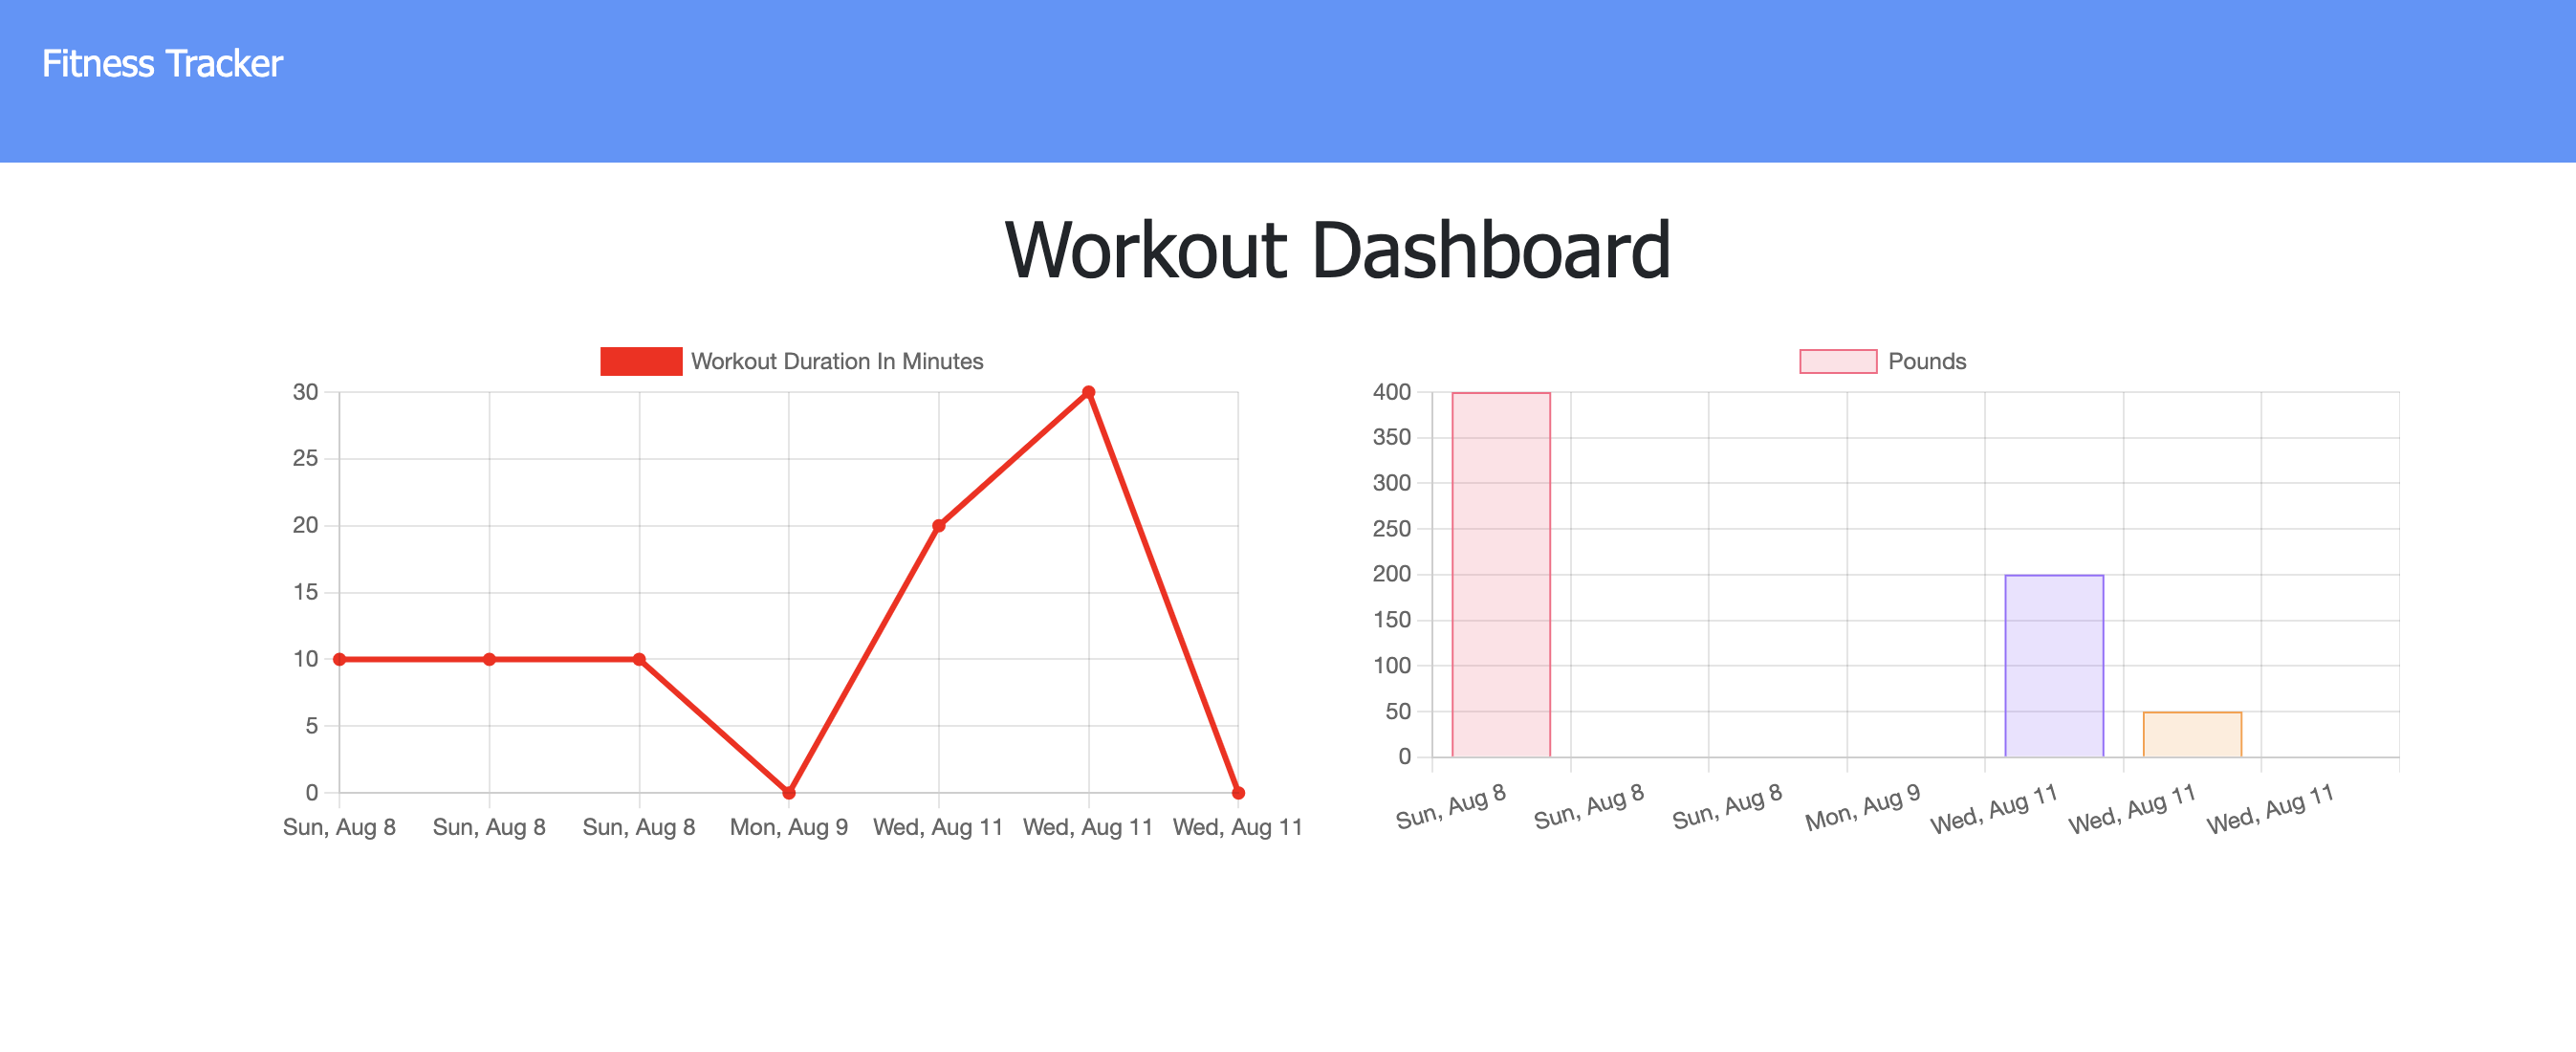 Fitness Tracker
Workout Dashboard
Workout Duration In Minutes
30
25
20
15
10
5
0
Sun, Aug 8 Sun, Aug 8 Sun, Aug 8 Mon, Aug 9 Wed, Aug 11 Wed, Aug 11 Wed, Aug 11
Pounds
400
350
300
250
200
150
100
50
0
Sun, Aug 8 Sun, Aug 8 Sun, Aug 8 Mon, Aug 9 Wed, Aug 11 Wed, Aug 11 Wed, Aug 11